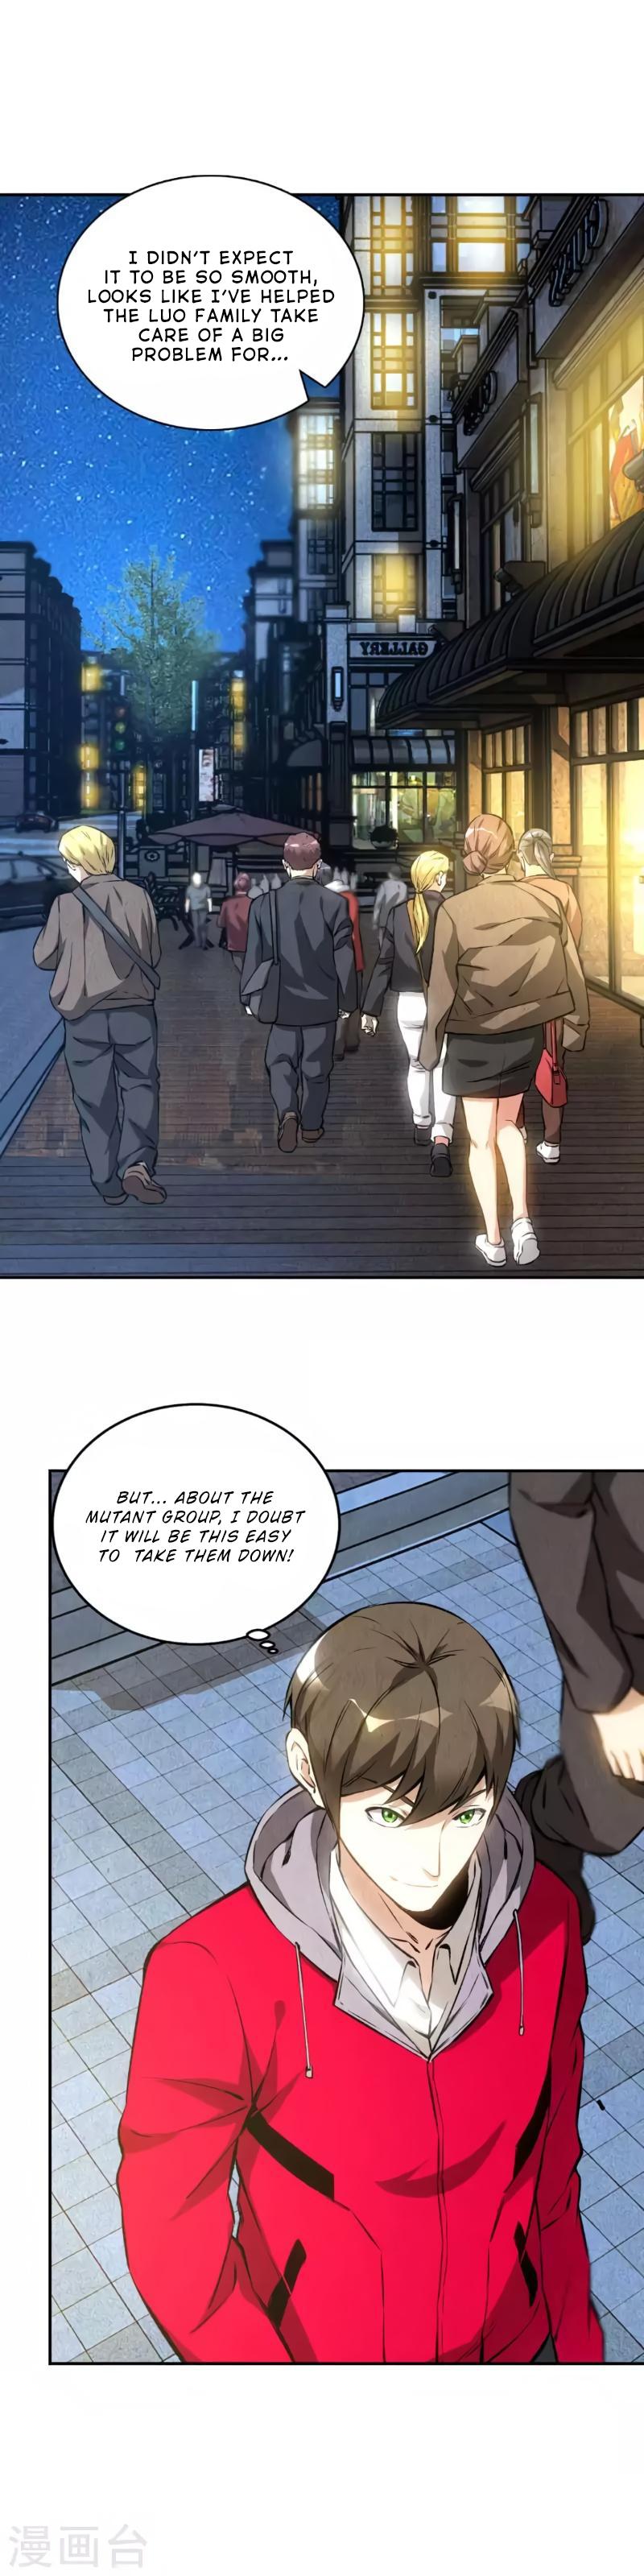 I DIDN'T EXPECT
IT TO BE SO SMOOTH,
LOOKS LIKE I'VE HELPED
THE LUO FAMILY TAKE
CARE OF A BIG
PROBLEM FOR...
GALLERY
BUT... ABOUT THE
MUTANT GROUP, I DOUBT
IT WILL BE THIS EASY
TO TAKE THEM DOWN!
漫画台